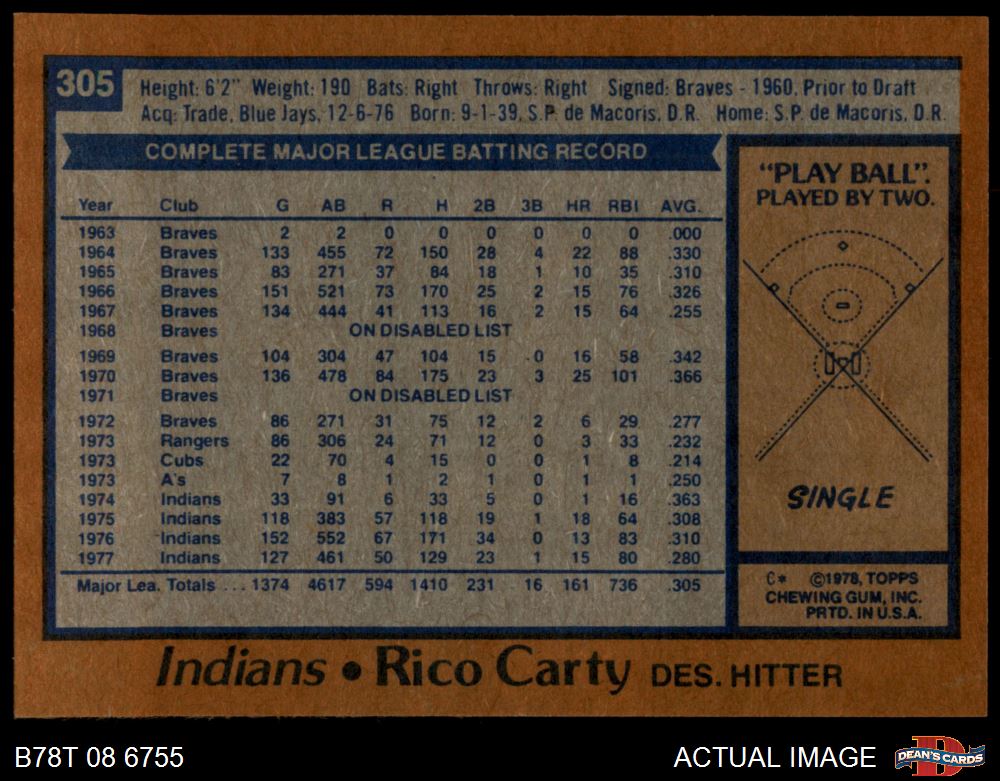 305
Height: 6'2" Weight: 190 Bats: Right Throws: Right Signed: Braves - 1960, Prior to Draft
Acq: Trade, Blue Jays, 12-6-76 Born: 9-1-39, S.P. de Macoris, D.R. Home: S.P. de Macoris, D.R.
COMPLETE MAJOR LEAGUE BATTING RECORD
Year Club G AB R H 2B 3B HR RBI AVG.
1963 Braves 2 2 0 0 0 0 0 0 .000
1964 Braves 133 455 72 150 28 4 22 88 .330
1965 Braves 83 271 37 84 18 1 10 35 .310
1966 Braves 151 521 73 170 25 2 15 76 .326
1967 Braves 134 444 41 113 16 2 15 64 .255
1968 Braves ON DISABLED LIST
1969 Braves 104 304 47 104 15 0 16 58 .342
1970 Braves 136 478 84 175 23 3 25 101 .366
1971 Braves ON DISABLED LIST
1972 Braves 86 271 31 75 12 2 6 29 .277
1973 Rangers 86 306 24 71 12 0 3 33 .232
1973 Cubs 22 70 4 15 0 0 1 8 .214
1973 A's 7 8 1 2 1 0 1 1 .250
1974 Indians 33 91 6 33 5 0 1 16 .363
1975 Indians 118 383 57 118 19 1 18 64 .308
1976 Indians 152 552 67 171 34 0 13 83 .310
1977 Indians 127 461 50 129 23 1 15 80 .280
Major Lea. Totals ... 1374 4617 594 1410 231 16 161 736 .305
"PLAY BALL".
PLAYED BY TWO.
SINGLE
C* ©1978, TOPPS
CHEWING GUM, INC.
PRTD. IN U.S.A.
Indians • Rico Carty DES. HITTER
B78T 08 6755
ACTUAL IMAGE
D
DEAN'S CARDS